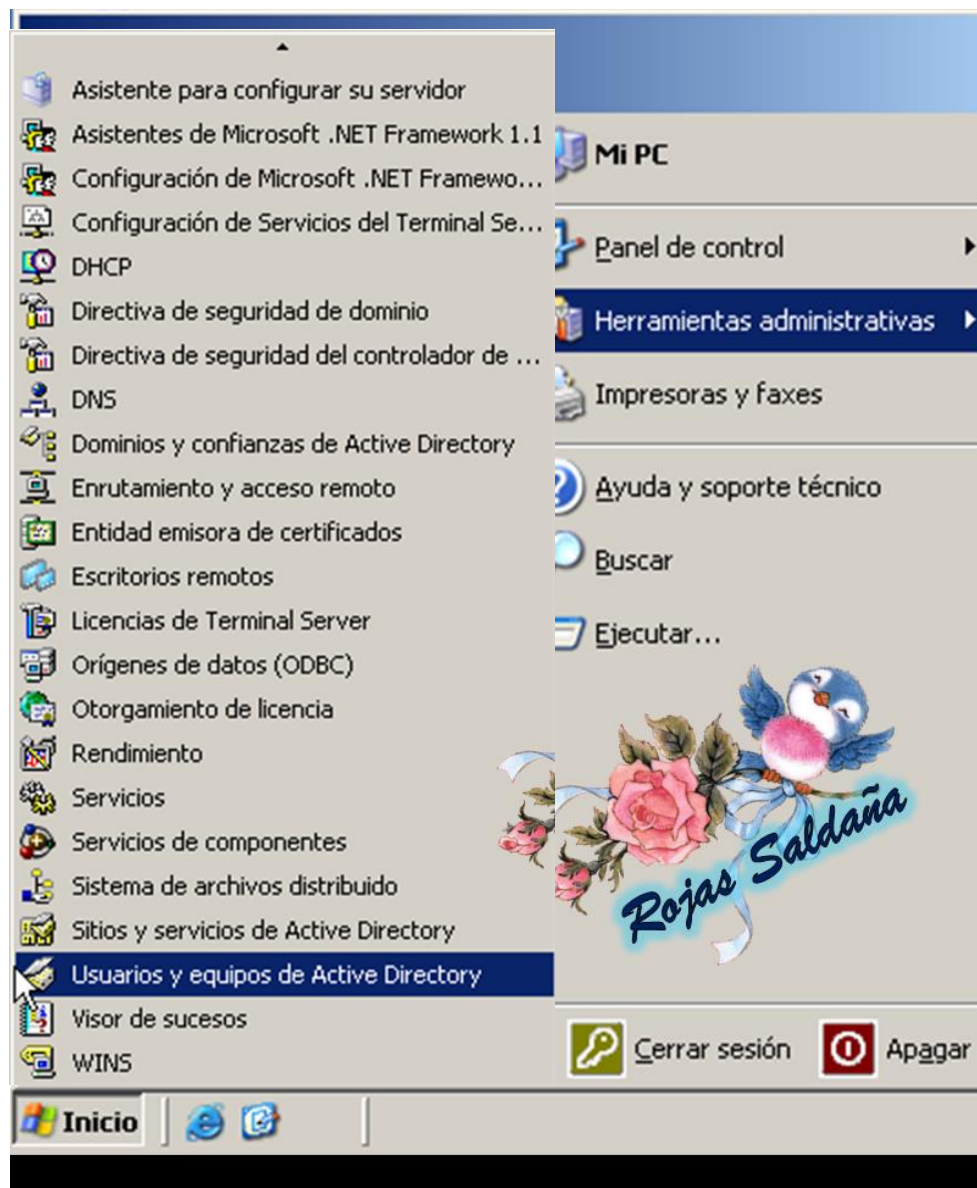 Asistente para configurar su servidor
Asistentes de Microsoft .NET Framework 1.1
Configuración de Microsoft .NET Framewo...
Configuración de Servicios del Terminal Se...
DHCP
Directiva de seguridad de dominio
Directiva de seguridad del controlador de ...
DNS
Dominios y confianzas de Active Directory
Enrutamiento y acceso remoto
Entidad emisora de certificados
Escritorios remotos
Licencias de Terminal Server
Orígenes de datos (ODBC)
Otorgamiento de licencia
Rendimiento
Servicios
Servicios de componentes
Sistema de archivos distribuido
Sitios y servicios de Active Directory
Usuarios y equipos de Active Directory
Visor de sucesos
WINS
Mi PC
Panel de control
Herramientas administrativas
Impresoras y faxes
Ayuda y soporte técnico
Buscar
Ejecutar...
Rojas Saldaña
Cerrar sesión
Apagar
Inicio